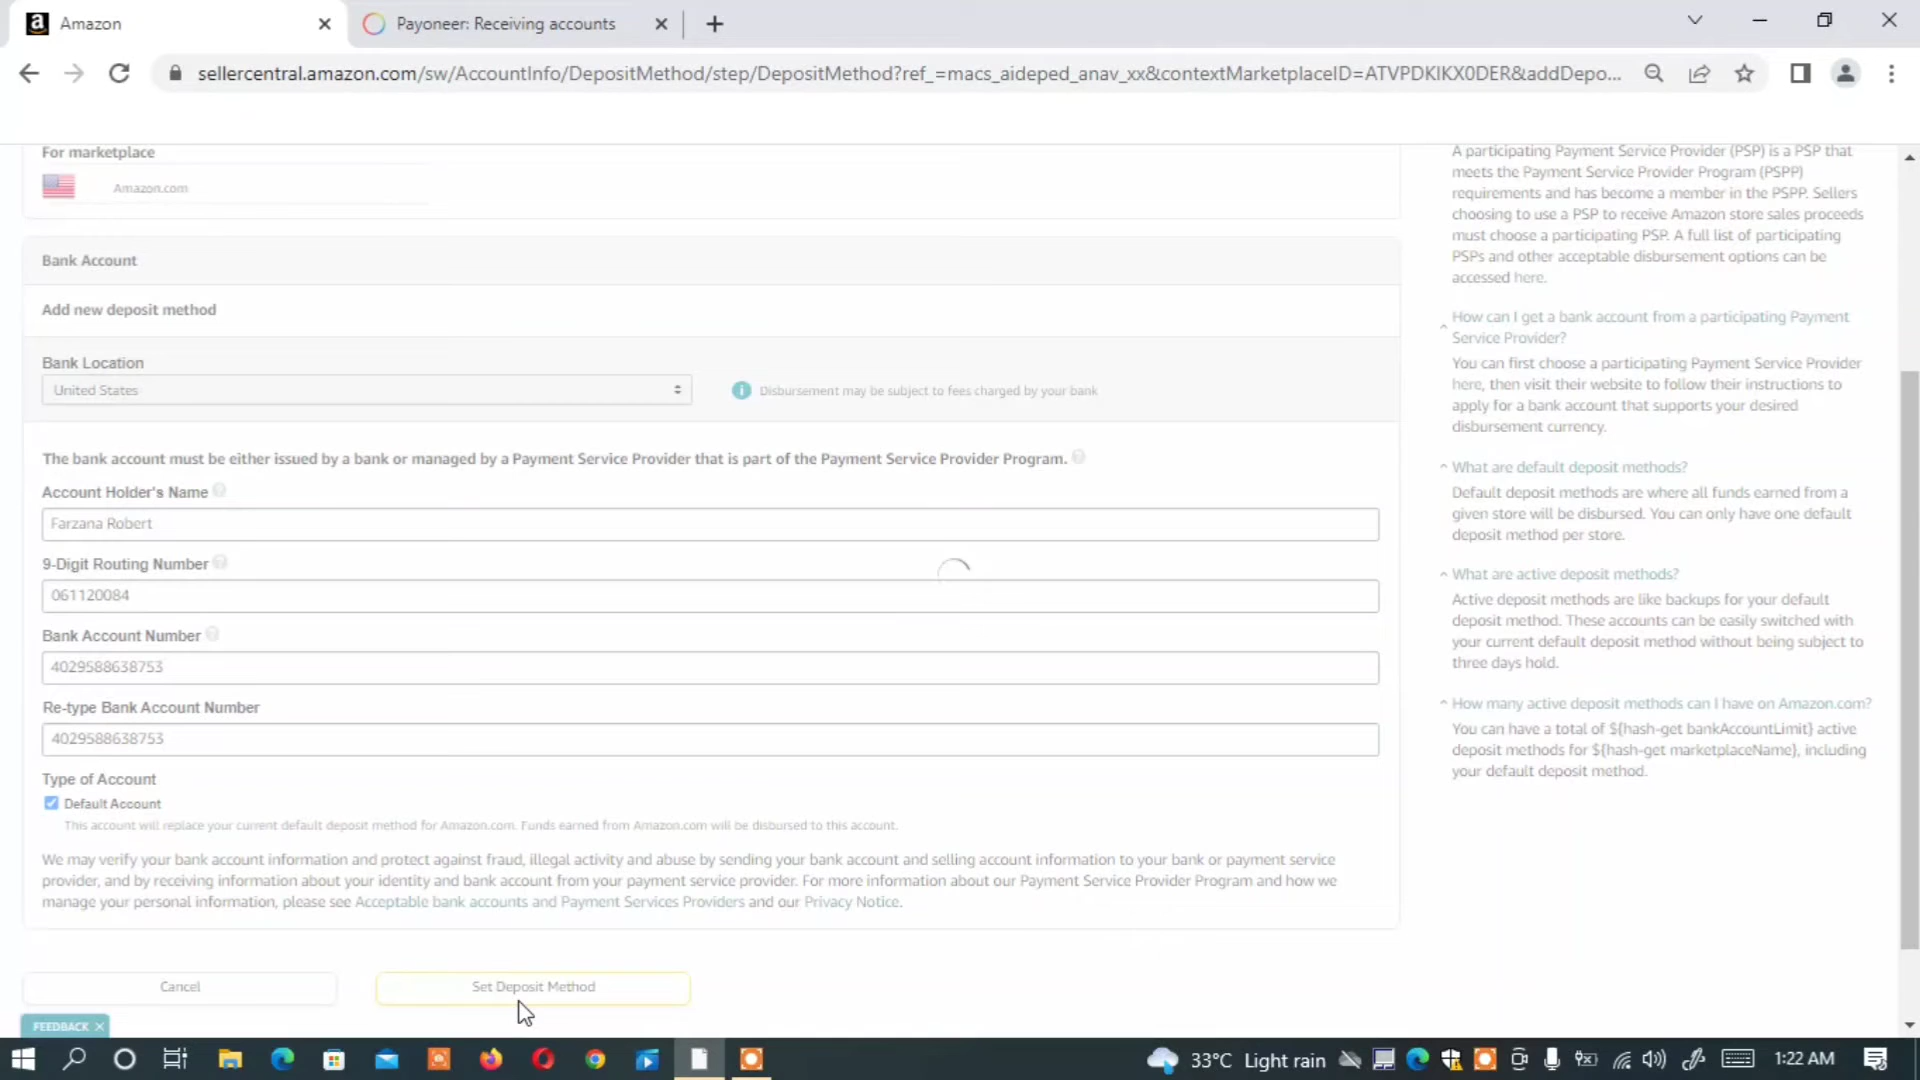 Amazon
Payoneer: Receiving accounts
sellercentral.amazon.com/sw/AccountInfo/DepositMethod/step/DepositMethod?ref_=macs_aideped_anav_xx&contextMarketplaceID=ATVPDKIKX0DER&addDepo...
For marketplace
Amazon.com
Bank Account
Add new deposit method
Bank Location
United States
Disbursement may be subject to fees charged by your bank
The bank account must be either issued by a bank or managed by a Payment Service Provider that is part of the Payment Service Provider Program.
Account Holder's Name
Farzana Robert
9-Digit Routing Number
061120084
Bank Account Number
4029588638753
Re-type Bank Account Number
4029588638753
Type of Account
Default Account
This account will replace your current default deposit method for Amazon.com. Funds earned from Amazon.com will be disbursed to this account.
We may verify your bank account information and protect against fraud, illegal activity and abuse by sending your bank account and selling account information to your bank or payment service
provider, and by receiving information about your identity and bank account from your payment service provider. For more information about our Payment Service Provider Program and how we
manage your personal information, please see Acceptable bank accounts and Payment Services Providers and our Privacy Notice.
Cancel
Set Deposit Method
FEEDBACK
A participating Payment Service Provider (PSP) is a PSP that
meets the Payment Service Provider Program (PSPP)
requirements and has become a member in the PSPP. Sellers
choosing to use a PSP to receive Amazon store sales proceeds
must choose a participating PSP. A full list of participating
PSPs and other acceptable disbursement options can be
accessed here.
How can I get a bank account from a participating Payment
Service Provider?
You can first choose a participating Payment Service Provider
here, then visit their website to follow their instructions to
apply for a bank account that supports your desired
disbursement currency.
What are default deposit methods?
Default deposit methods are where all funds earned from a
given store will be disbursed. You can only have one default
deposit method per store.
What are active deposit methods?
Active deposit methods are like backups for your default
deposit method. These accounts can be easily switched with
your current default deposit method without being subject to
three days hold.
How many active deposit methods can I have on Amazon.com?
You can have a total of ${hash-get bankAccountLimit} active
deposit methods for ${hash-get marketplaceName}, including
your default deposit method.
33°C Light rain
1:22 AM